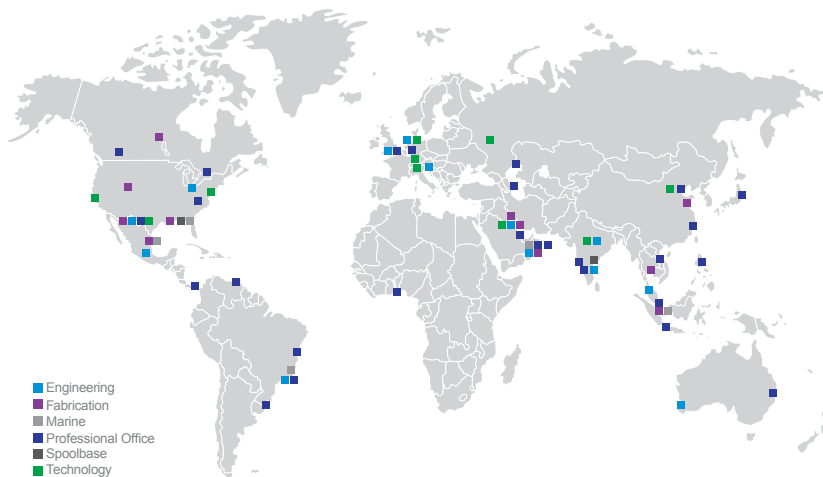 Engineering
Fabrication
Marine
Professional Office
Spoolbase
Technology